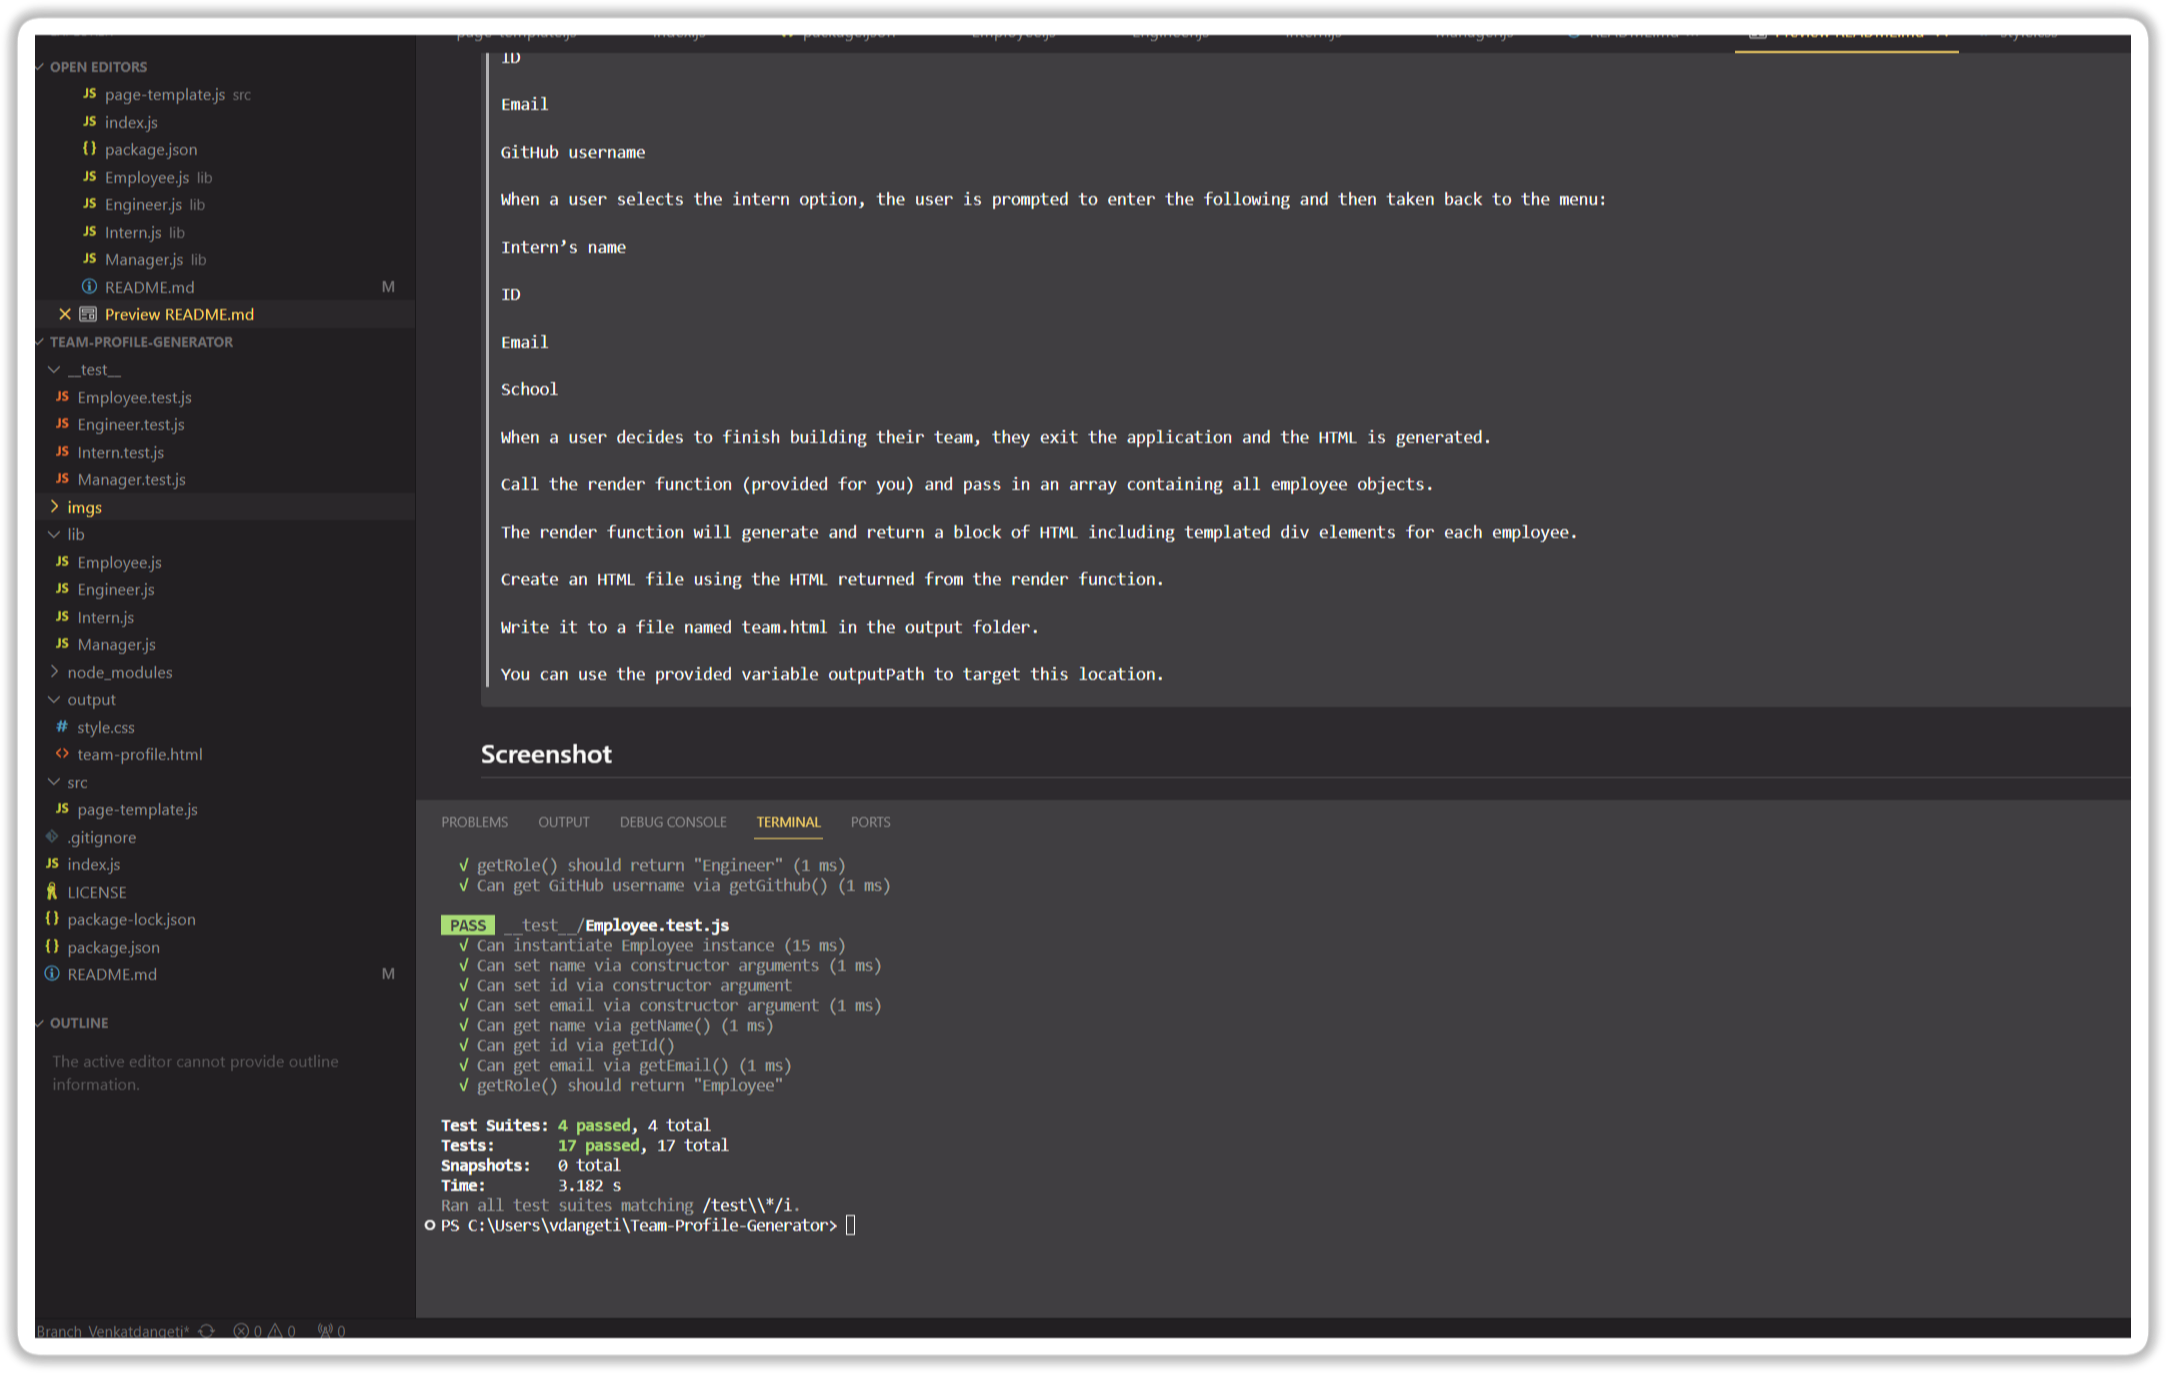 OPEN EDITORS
JS page-template.js src
JS index.js
{} package.json
JS Employee.js lib
JS Engineer.js lib
JS Intern.js lib
JS Manager.js lib
README.md M
Preview README.md
TEAM-PROFILE-GENERATOR
__test__
JS Employee.test.js
JS Engineer.test.js
JS Intern.test.js
JS Manager.test.js
imgs
lib
JS Employee.js
JS Engineer.js
JS Intern.js
JS Manager.js
node_modules
output
# style.css
<> team-profile.html
src
JS page-template.js
.gitignore
JS index.js
LICENSE
{} package-lock.json
{} package.json
README.md M
OUTLINE
The active editor cannot provide outline
information.
ID
Email
GitHub username
When a user selects the intern option, the user is prompted to enter the following and then taken back to the menu:
Intern’s name
ID
Email
School
When a user decides to finish building their team, they exit the application and the HTML is generated.
Call the render function (provided for you) and pass in an array containing all employee objects.
The render function will generate and return a block of HTML including templated div elements for each employee.
Create an HTML file using the HTML returned from the render function.
Write it to a file named team.html in the output folder.
You can use the provided variable outputPath to target this location.
Screenshot
PROBLEMS OUTPUT DEBUG CONSOLE TERMINAL PORTS
√ getRole() should return "Engineer" (1 ms)
√ Can get GitHub username via getGithub() (1 ms)
PASS __test__/Employee.test.js
√ Can instantiate Employee instance (15 ms)
√ Can set name via constructor arguments (1 ms)
√ Can set id via constructor argument
√ Can set email via constructor argument (1 ms)
√ Can get name via getName() (1 ms)
√ Can get id via getId()
√ Can get email via getEmail() (1 ms)
√ getRole() should return "Employee"
Test Suites: 4 passed, 4 total
Tests: 17 passed, 17 total
Snapshots: 0 total
Time: 3.182 s
Ran all test suites matching /test\\*/i.
PS C:\Users\vdangeti\Team-Profile-Generator>
Branch_Venkatdangeti* 0 0 0